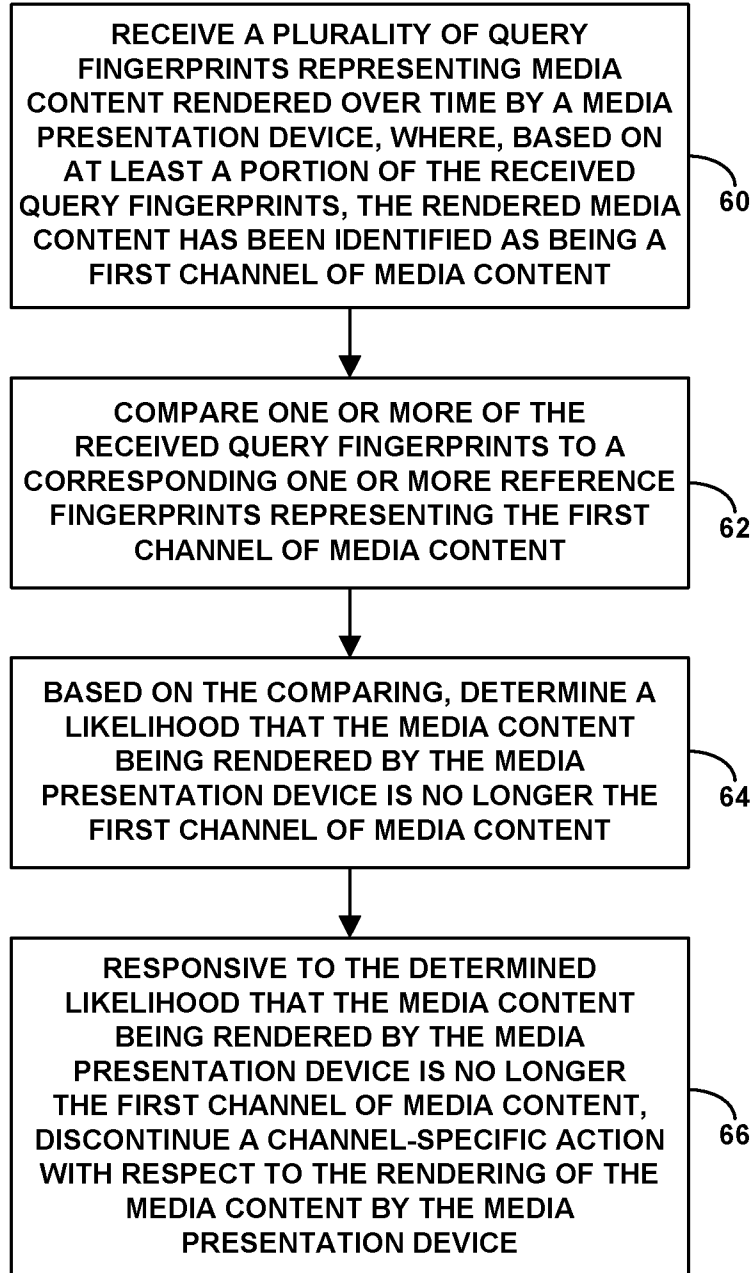 RECEIVE A PLURALITY OF QUERY
FINGERPRINTS REPRESENTING MEDIA
CONTENT RENDERED OVER TIME BY A MEDIA
PRESENTATION DEVICE, WHERE, BASED ON
AT LEAST A PORTION OF THE RECEIVED
QUERY FINGERPRINTS, THE RENDERED MEDIA
CONTENT HAS BEEN IDENTIFIED AS BEING A
FIRST CHANNEL OF MEDIA CONTENT
60
COMPARE ONE OR MORE OF THE
RECEIVED QUERY FINGERPRINTS TO A
CORRESPONDING ONE OR MORE REFERENCE
FINGERPRINTS REPRESENTING THE FIRST
CHANNEL OF MEDIA CONTENT
62
BASED ON THE COMPARING, DETERMINE A
LIKELIHOOD THAT THE MEDIA CONTENT
BEING RENDERED BY THE MEDIA
PRESENTATION DEVICE IS NO LONGER THE
FIRST CHANNEL OF MEDIA CONTENT
64
RESPONSIVE TO THE DETERMINED
LIKELIHOOD THAT THE MEDIA CONTENT
BEING RENDERED BY THE MEDIA
PRESENTATION DEVICE IS NO LONGER
THE FIRST CHANNEL OF MEDIA CONTENT,
DISCONTINUE A CHANNEL-SPECIFIC ACTION
WITH RESPECT TO THE RENDERING OF THE
MEDIA CONTENT BY THE MEDIA
PRESENTATION DEVICE
66